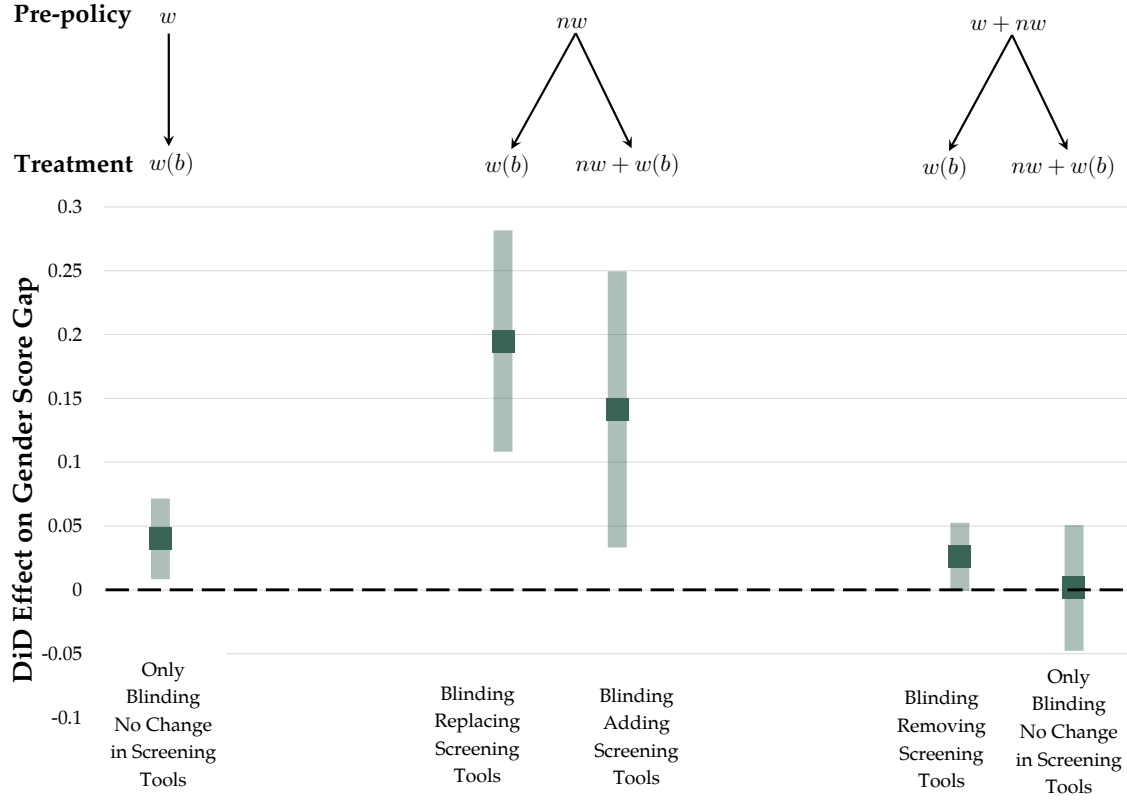 Pre-policy
w
nw
w + nw
Treatment
w(b)
w(b)
nw + w(b)
w(b)
nw + w(b)
DiD Effect on Gender Score Gap
0.3
0.25
0.2
0.15
0.1
0.05
0
-0.05
-0.1
Only
Blinding
No Change
in Screening
Tools
Blinding
Replacing
Screening
Tools
Blinding
Adding
Screening
Tools
Blinding
Removing
Screening
Tools
Only
Blinding
No Change
in Screening
Tools